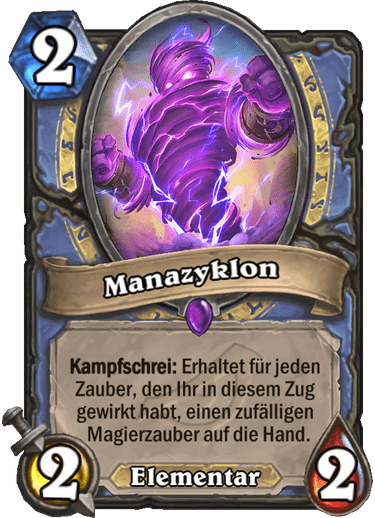 2
Manazyklon
Kampfschrei: Erhaltet für jeden
Zauber, den Ihr in diesem Zug
gewirkt habt, einen zufälligen
Magierzauber auf die Hand.
2
Elementar
2